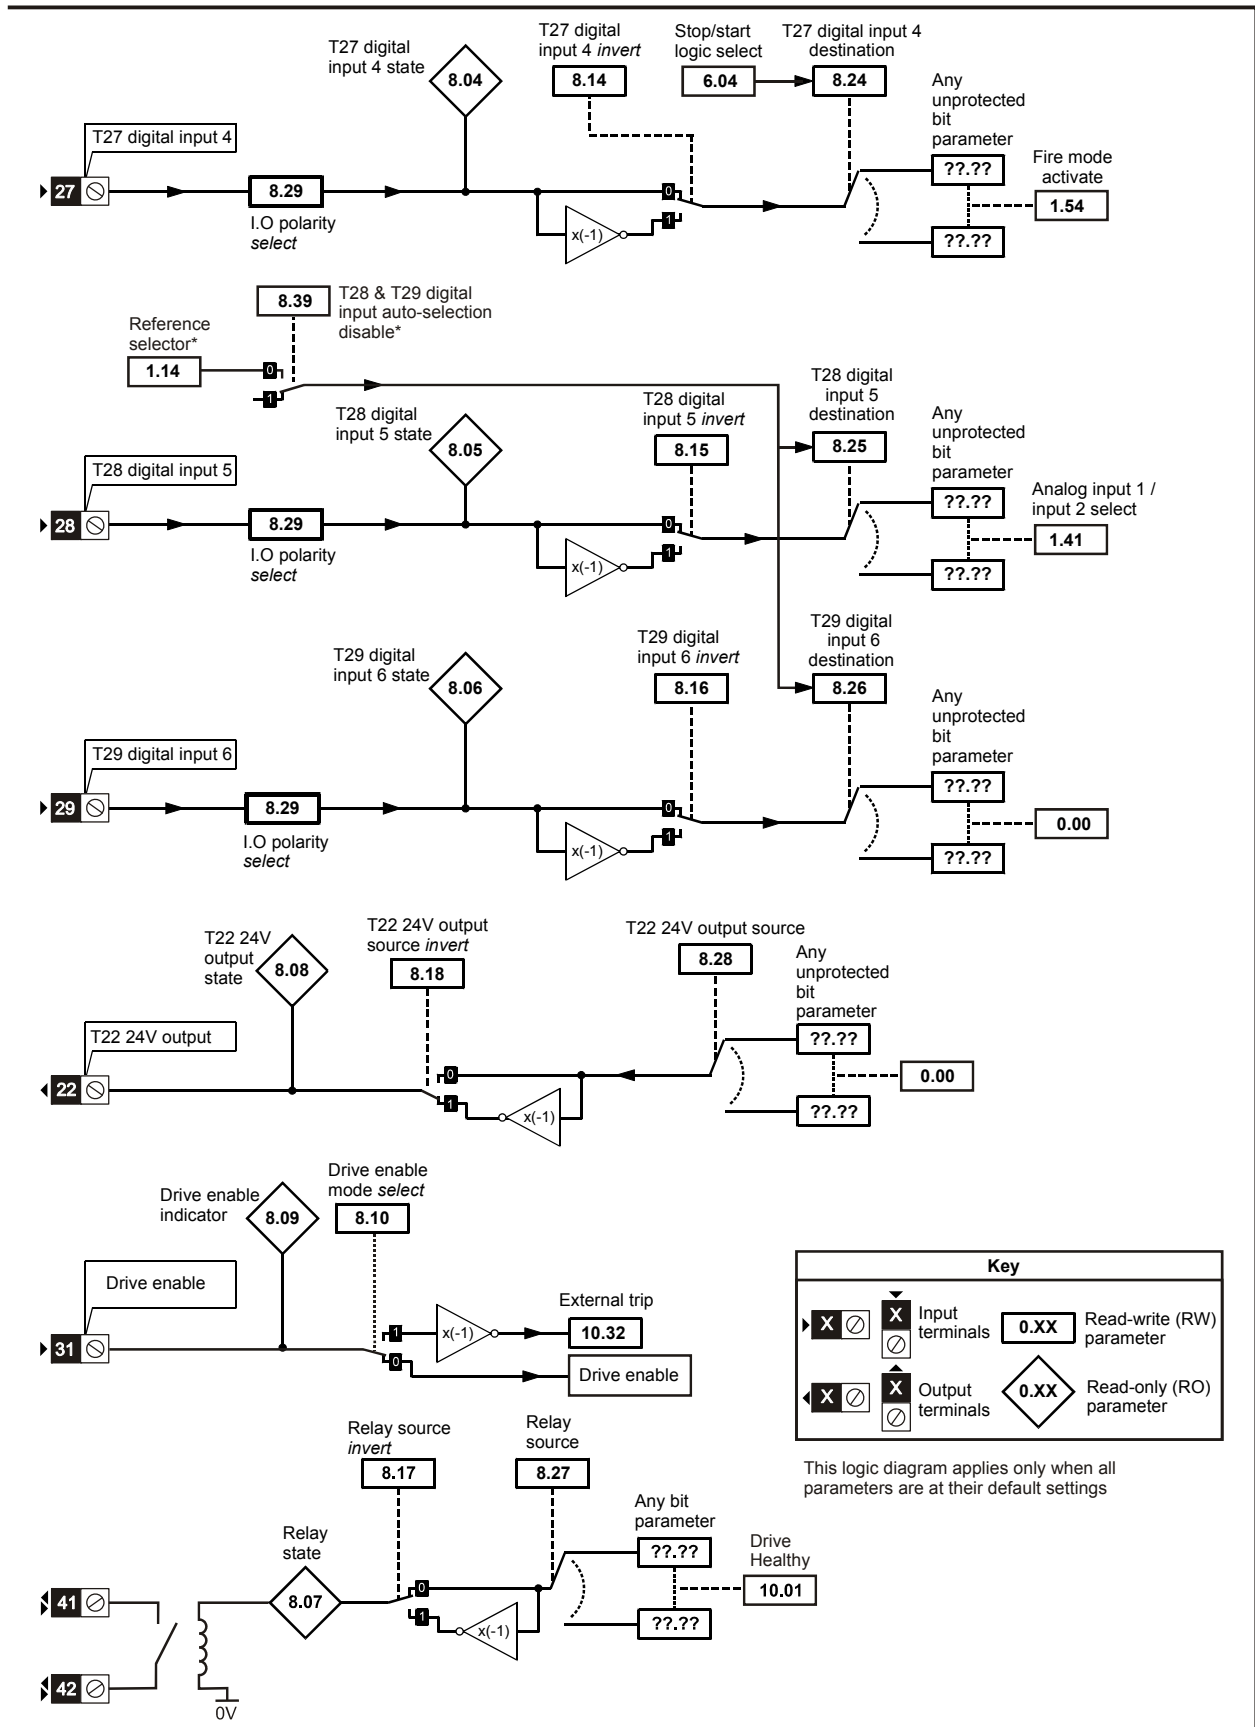 T27 digital
input 4 state
8.04
T27 digital
input 4 invert
8.14
Stop/start
logic select
6.04
T27 digital input 4
destination
8.24
Any
unprotected
bit
parameter
??.??
??.??
Fire mode
activate
1.54
T27 digital input 4
27
8.29
I.O polarity
select
x(-1)
0
1
8.39
T28 & T29 digital
input auto-selection
disable*
Reference
selector*
1.14
0
1
T28 digital
input 5 state
8.05
T28 digital
input 5 invert
8.15
T28 digital
input 5
destination
8.25
Any
unprotected
bit
parameter
??.??
??.??
Analog input 1 /
input 2 select
1.41
T28 digital input 5
28
8.29
I.O polarity
select
x(-1)
0
1
T29 digital
input 6 state
8.06
T29 digital
input 6 invert
8.16
T29 digital
input 6
destination
8.26
Any
unprotected
bit
parameter
??.??
??.??
0.00
T29 digital input 6
29
8.29
I.O polarity
select
x(-1)
0
1
T22 24V
output
state
8.08
T22 24V output
source invert
8.18
T22 24V output source
8.28
Any
unprotected
bit
parameter
??.??
??.??
0.00
T22 24V output
22
0
1
x(-1)
Drive enable
indicator
8.09
Drive enable
mode select
8.10
Drive enable
31
1
0
x(-1)
External trip
10.32
Drive enable
Key
X
X
Input
terminals
0.XX
Read-write (RW)
parameter
X
X
Output
terminals
0.XX
Read-only (RO)
parameter
This logic diagram applies only when all
parameters are at their default settings
Relay source
invert
8.17
Relay
source
8.27
Any bit
parameter
??.??
??.??
Drive
Healthy
10.01
Relay
state
8.07
0
1
x(-1)
41
42
0V